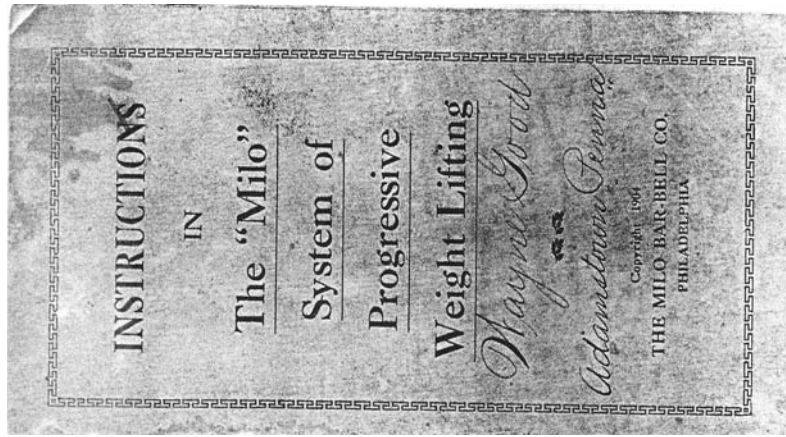 INSTRUCTIONS
IN
The “Milo”
System of
Progressive
Weight Lifting
Wayne Good
Adamstown Penna
Copyright 1904
THE MILO BAR-BELL CO.
PHILADELPHIA